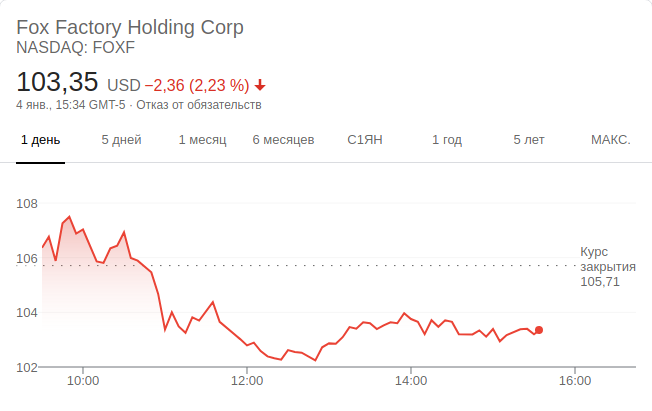 Fox Factory Holding Corp
NASDAQ: FOXF
103,35 USD −2,36 (2,23 %)
4 янв., 15:34 GMT-5 · Отказ от обязательств
1 день 5 дней 1 месяц 6 месяцев С1ЯН 1 год 5 лет МАКС.
108
106
104
102
Курс
закрытия
105,71
10:00 12:00 14:00 16:00